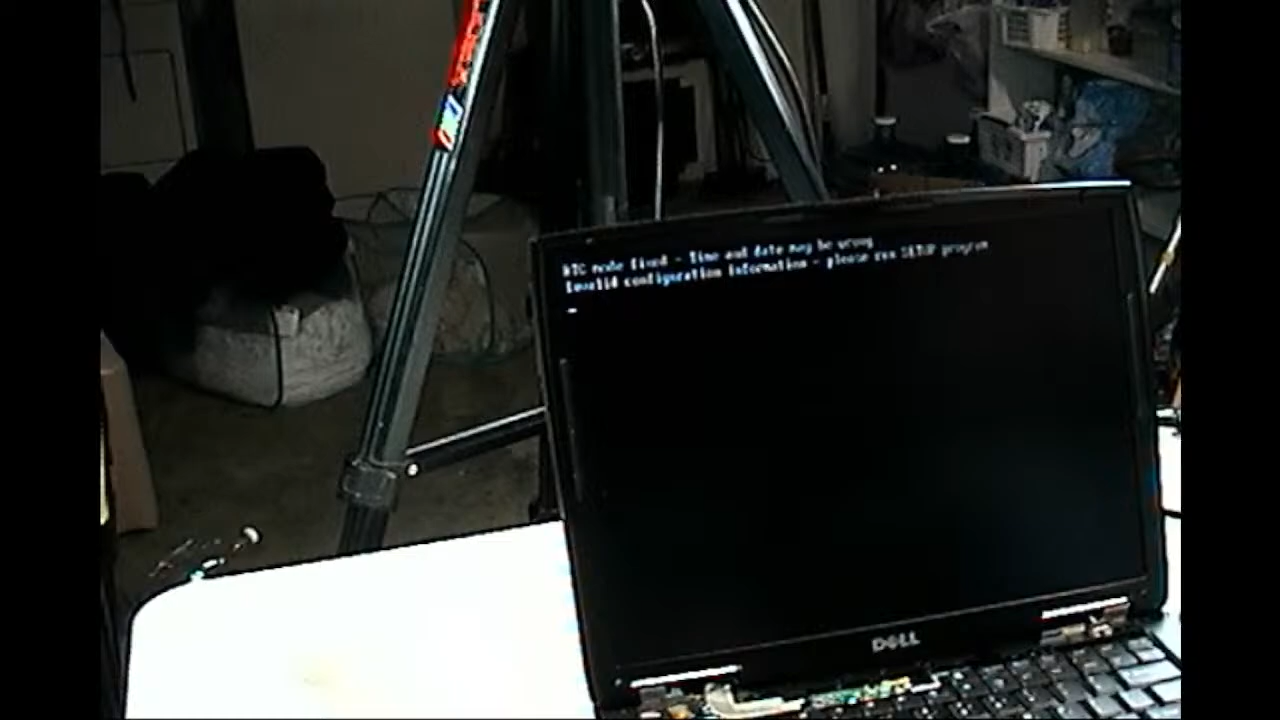 RTC mode fixed - Time and date may be wrong
Invalid configuration information - please run SETUP program
DELL